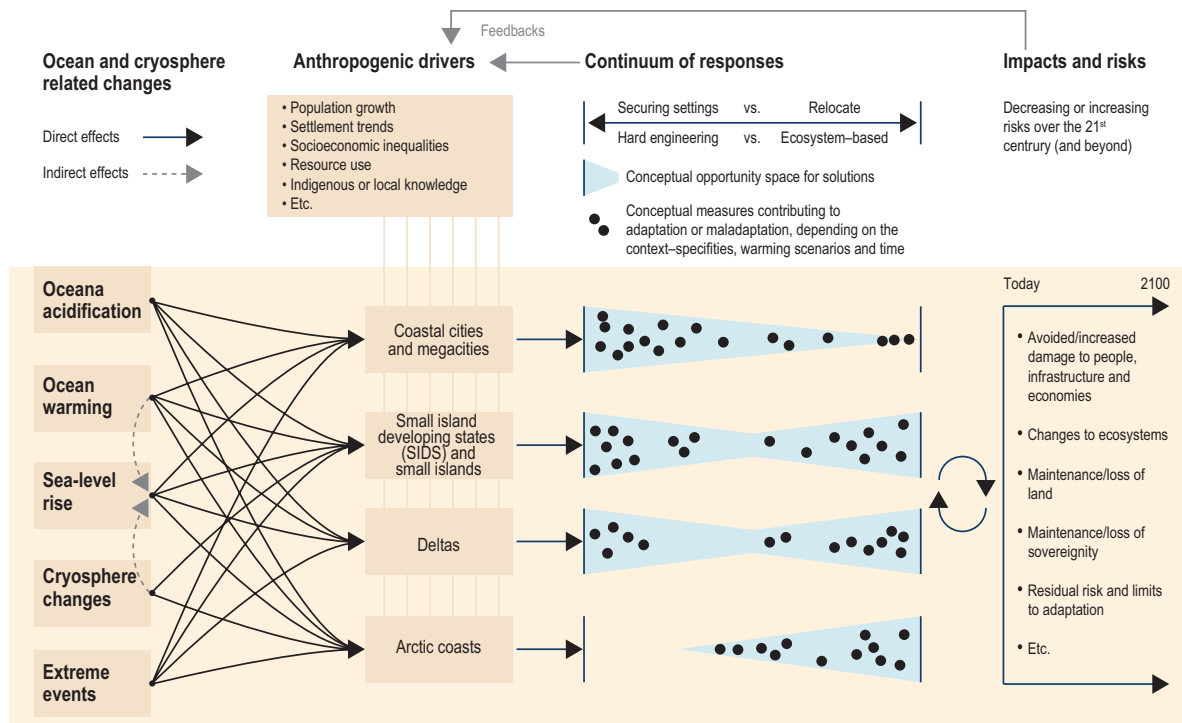 Feedbacks
Ocean and cryosphere
related changes
Direct effects
Indirect effects
Anthropogenic drivers
• Population growth
• Settlement trends
• Socioeconomic inequalities
• Resource use
• Indigenous or local knowledge
• Etc.
Continuum of responses
Securing settings vs. Relocate
Hard engineering vs. Ecosystem–based
Conceptual opportunity space for solutions
Conceptual measures contributing to
adaptation or maladaptation, depending on the
context–specifities, warming scenarios and time
Impacts and risks
Decreasing or increasing
risks over the 21st
centrury (and beyond)
Oceana
acidification
Ocean
warming
Sea-level
rise
Cryosphere
changes
Extreme
events
Coastal cities
and megacities
Small island
developing states
(SIDS) and
small islands
Deltas
Arctic coasts
Today 2100
• Avoided/increased
damage to people,
infrastructure and
economies
• Changes to ecosystems
• Maintenance/loss of
land
• Maintenance/loss of
sovereignity
• Residual risk and limits
to adaptation
• Etc.